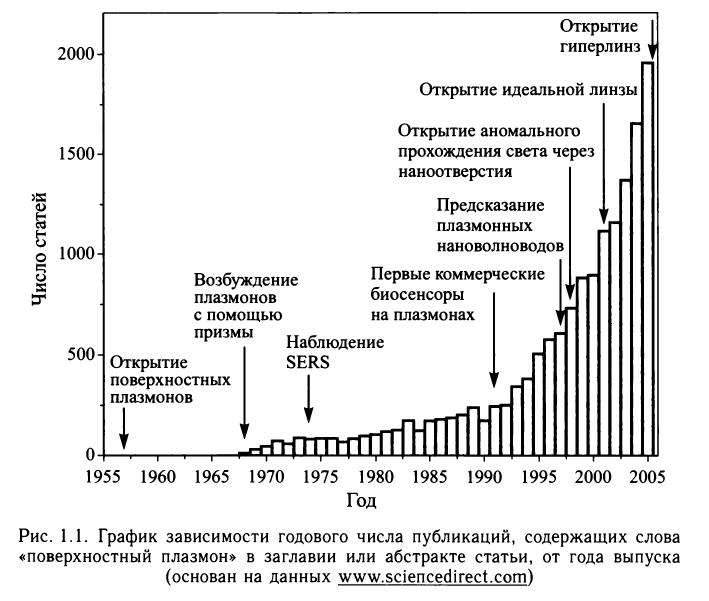 Открытие
гиперлинз
2000
Открытие идеальной линзы
1500
Открытие аномального
прохождения света через
наноотверстия
Число статей
Предсказание
плазмонных
нановолноводов
1000
Первые коммерческие
биосенсоры
на плазмонах
Возбуждение
плазмонов
с помощью
призмы
500
Наблюдение
SERS
Открытие
поверхностных
плазмонов
0
1955 1960 1965 1970 1975 1980 1985 1990 1995 2000 2005
Год
Рис. 1.1. График зависимости годового числа публикаций, содержащих слова
«поверхностный плазмон» в заглавии или абстракте статьи, от года выпуска
(основан на данных www.sciencedirect.com)